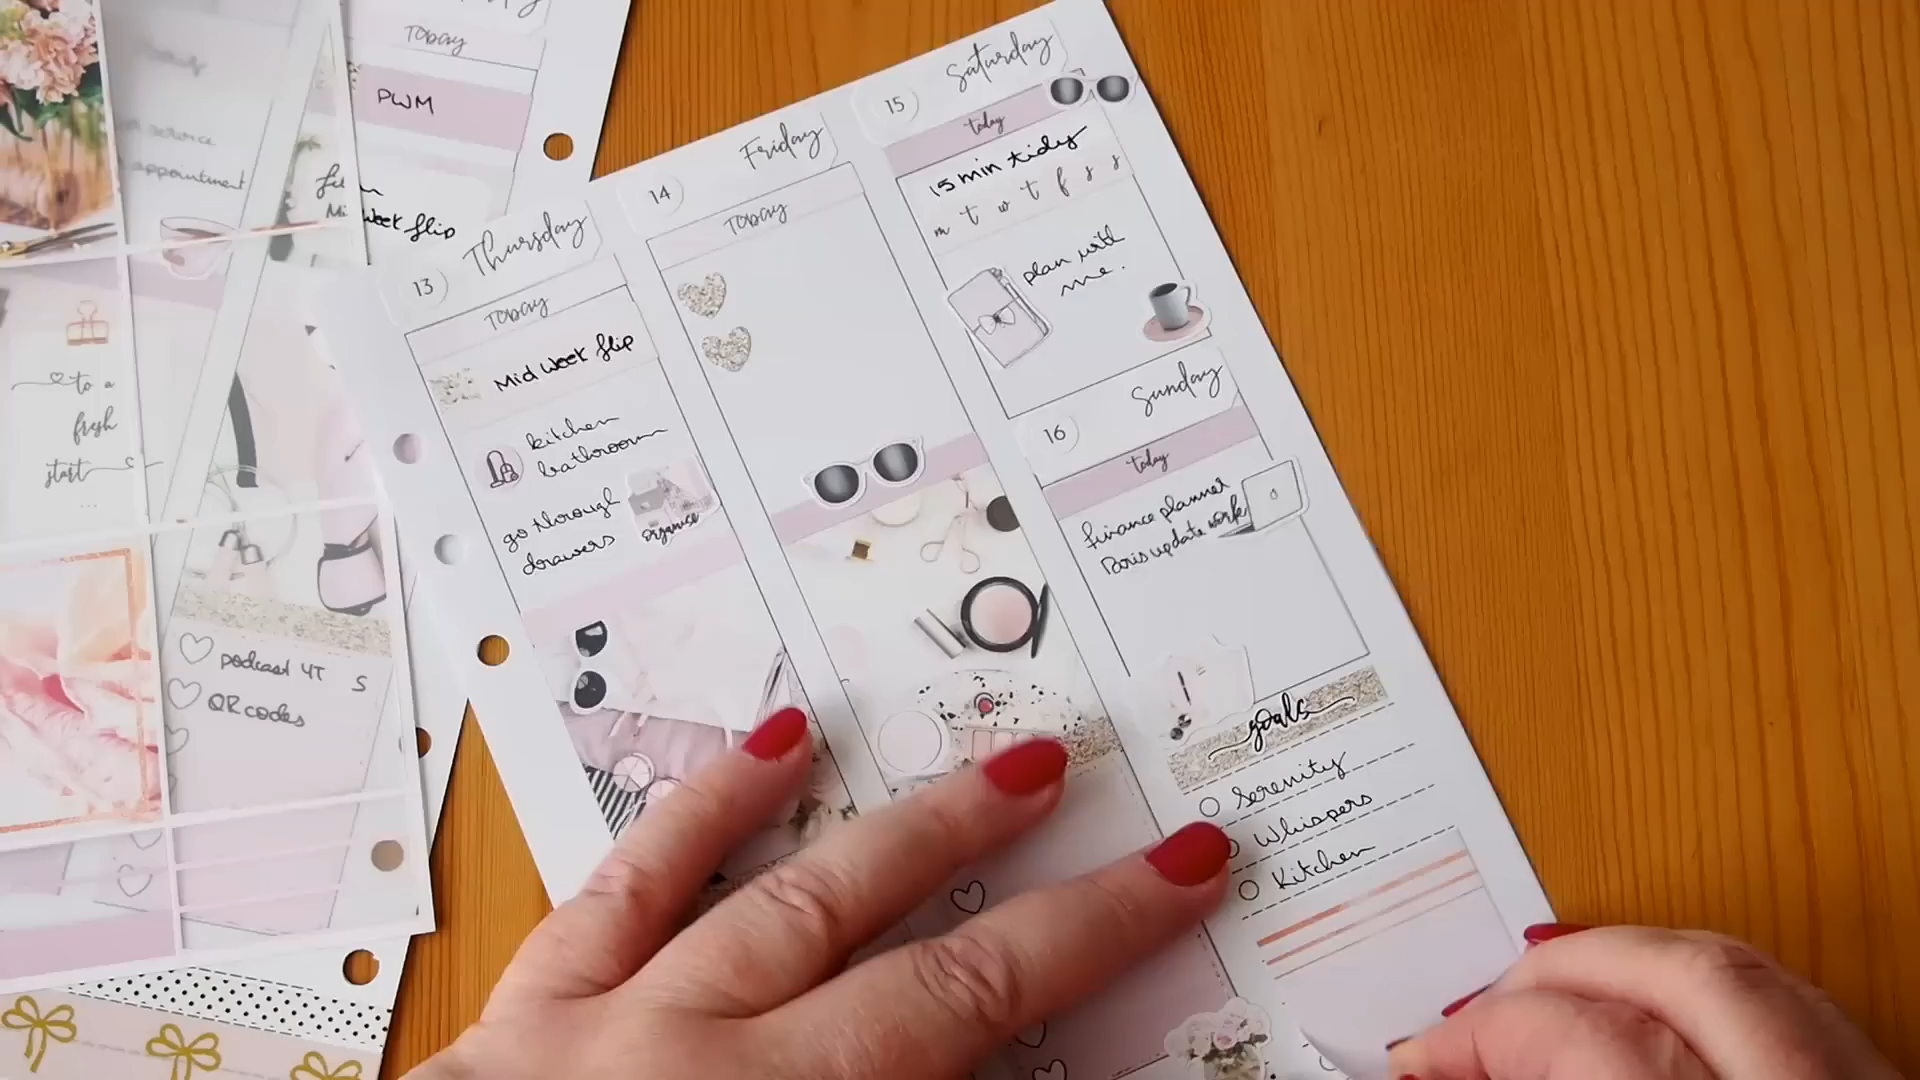 Today
PWM
Week flip
service
appointment
to a
fresh
start
...
podcast YT S
QR codes
13 Thursday
Today
Mid Week flip
kitchen
bathroom
go through
drawers
organise
14 Friday
Today
15 Saturday
today
15 min tidy
m t w t f s s
plan with
me.
16 Sunday
today
finance planner
Boris update work
goals
Serenity
Whispers
Kitchen